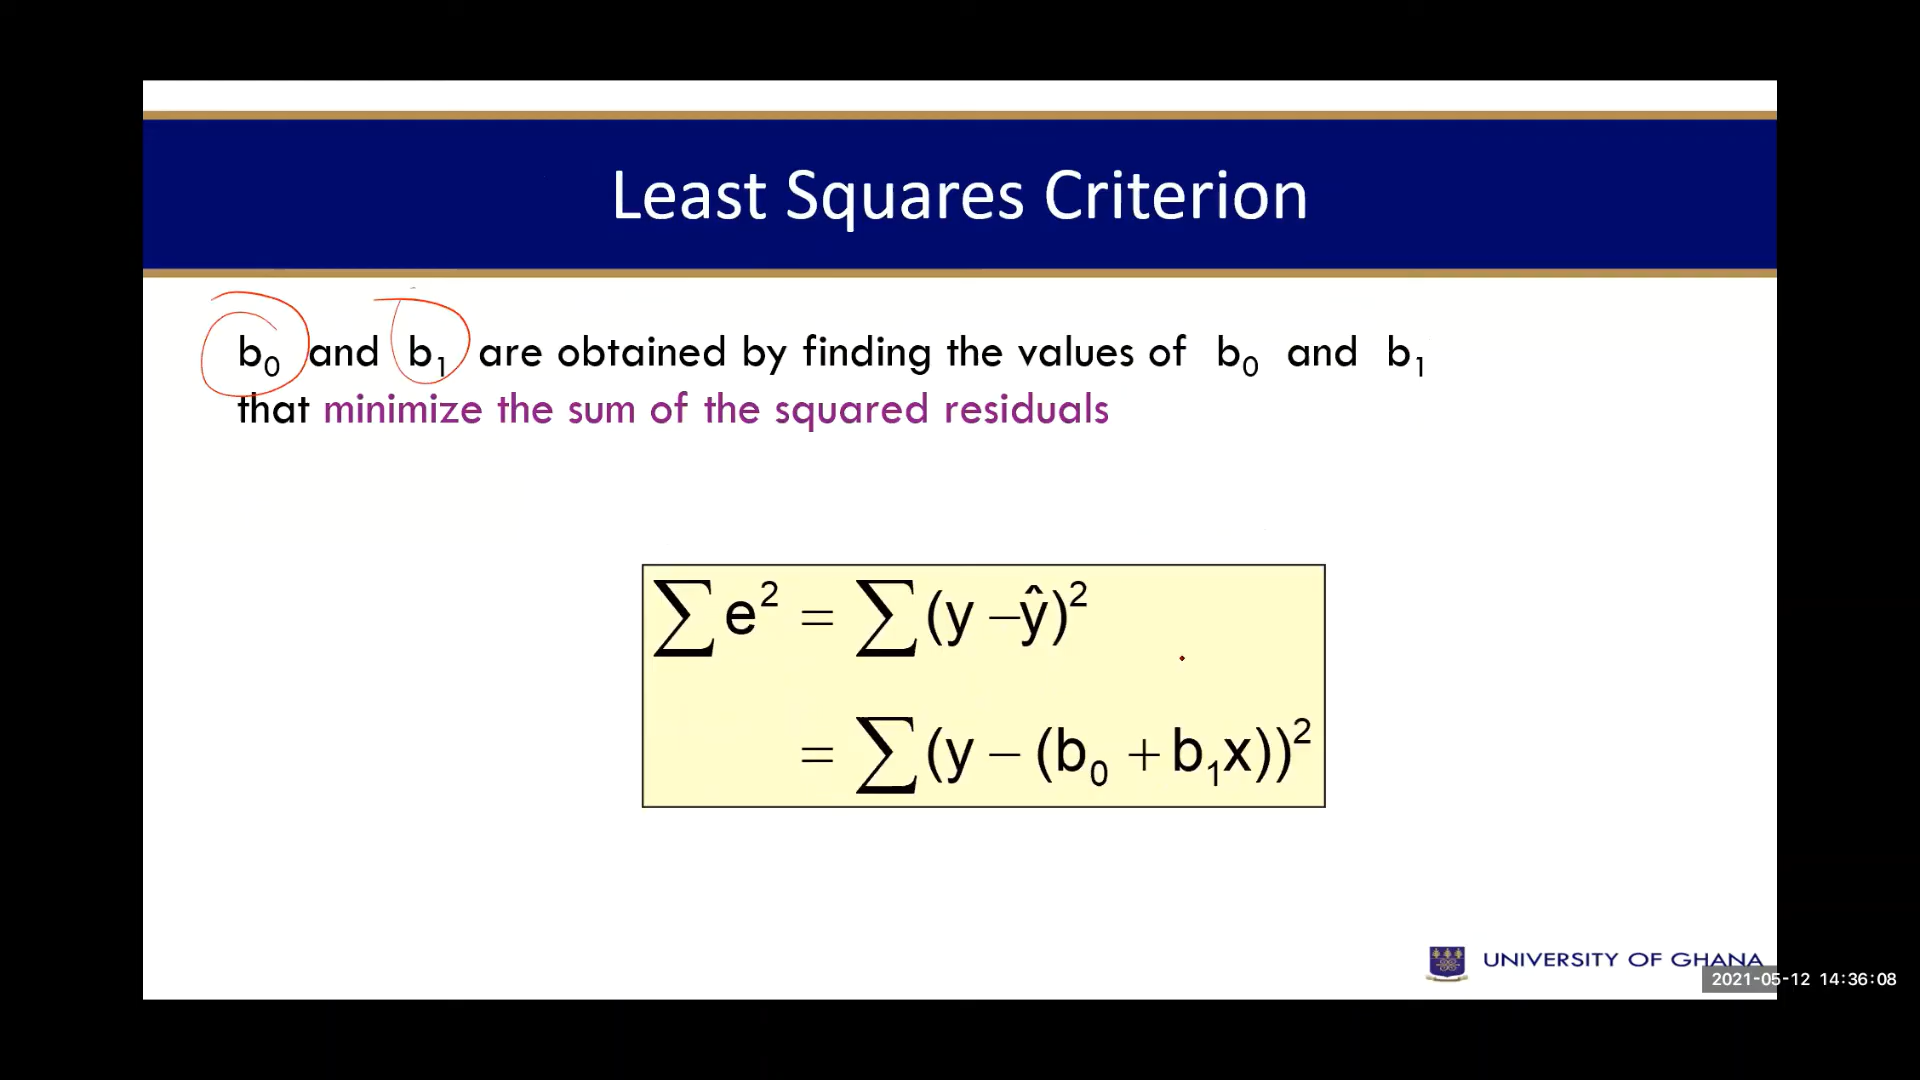 Least Squares Criterion
b₀ and b₁ are obtained by finding the values of b₀ and b₁
that minimize the sum of the squared residuals
∑e² = ∑(y −ŷ)²
= ∑(y − (b₀ + b₁x))²
UNIVERSITY OF GHANA
2021-05-12 14:36:08